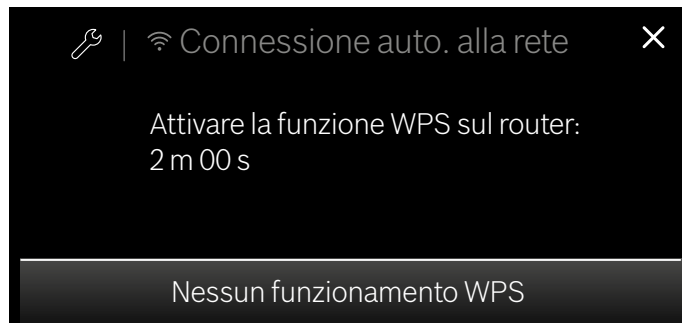 | Connessione auto. alla rete
Attivare la funzione WPS sul router:
2 m 00 s
Nessun funzionamento WPS